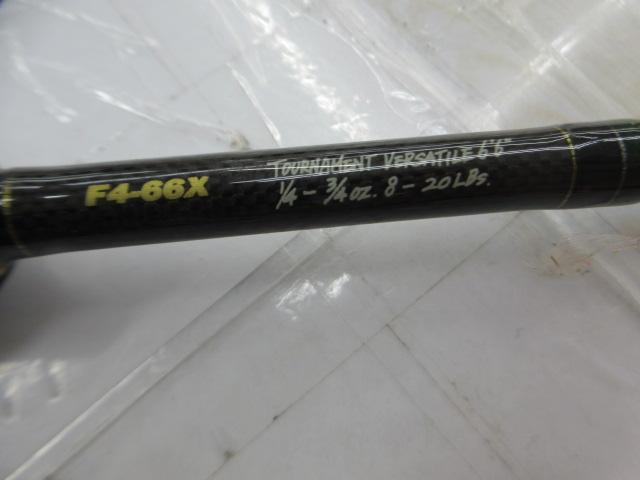 F4-66X
TOURNAMENT VERSATILE 6'6"
1/4 - 3/4 OZ. 8 - 20 LBS.